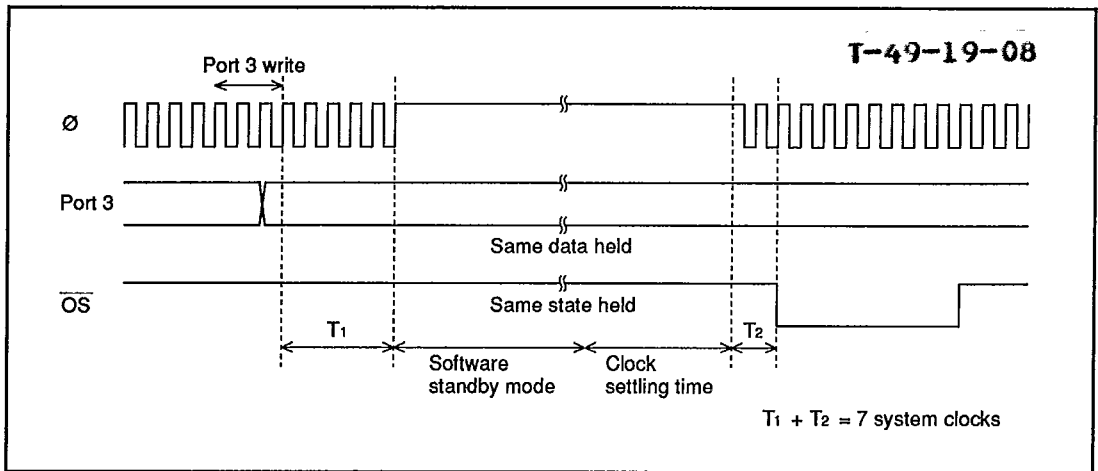 T-49-19-08
Port 3 write
Ø
Port 3
Same data held
OS
Same state held
T1
T2
Software
standby mode
Clock
settling time
T1 + T2 = 7 system clocks